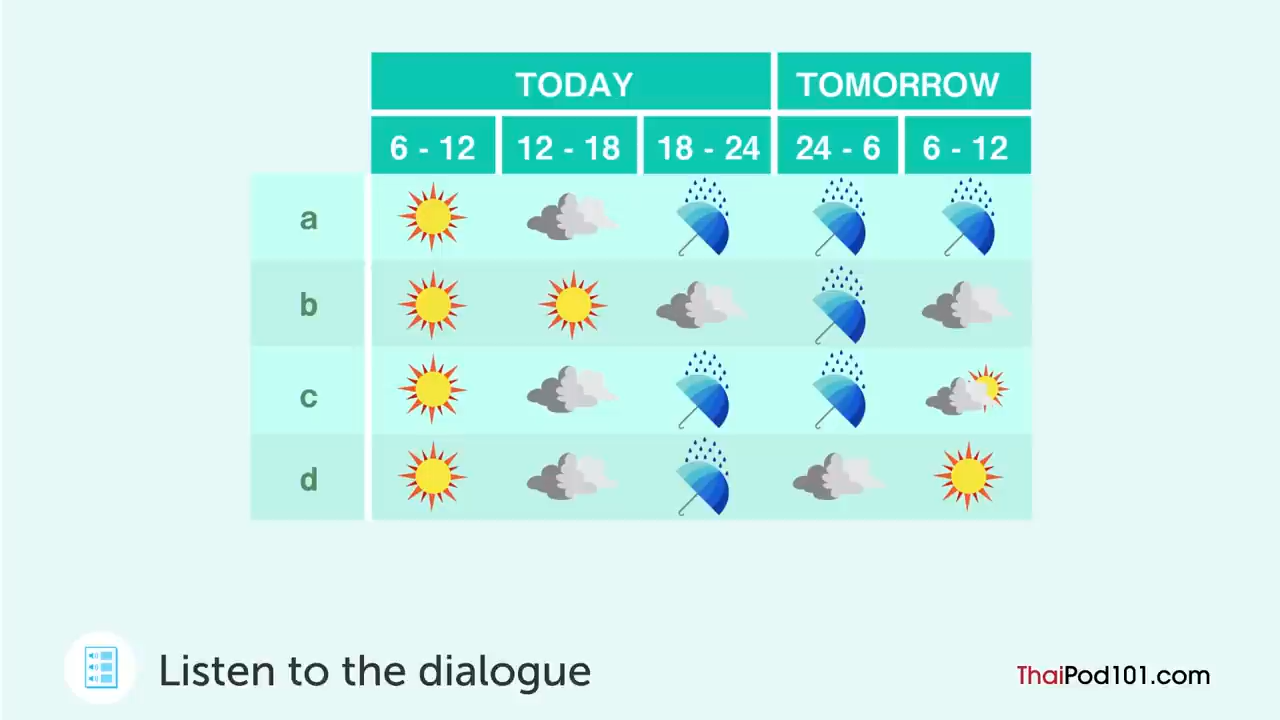 TODAY TOMORROW
6 - 12 12 - 18 18 - 24 24 - 6 6 - 12
a
b
c
d
Listen to the dialogue
ThaiPod101.com